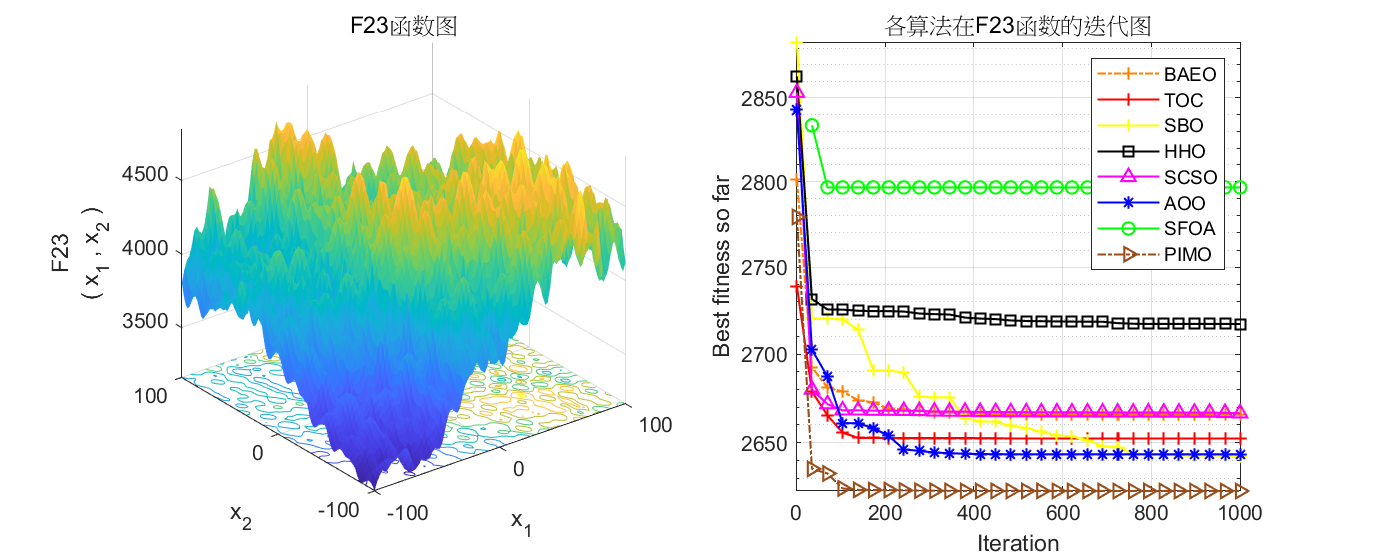 F23函数图
F23
( x1 , x2 )
4500
4000
3500
100
0
-100
x2
-100
0
100
x1
各算法在F23函数的迭代图
Best fitness so far
2850
2800
2750
2700
2650
0
200
400
600
800
1000
Iteration
BAEO
TOC
SBO
HHO
SCSO
AOO
SFOA
PIMO